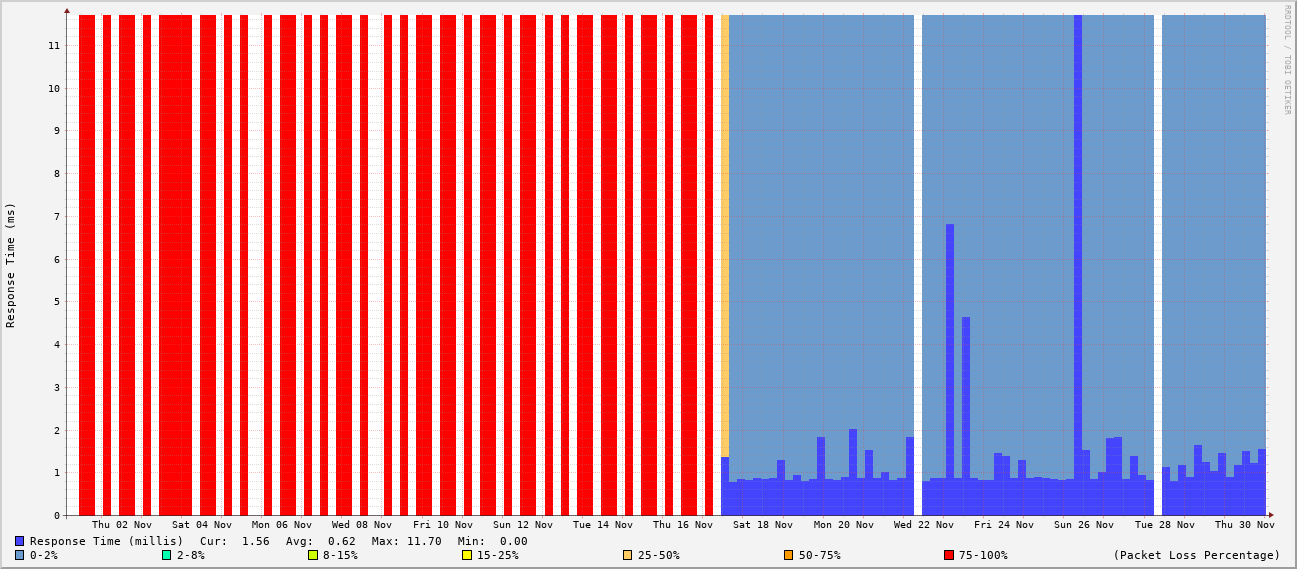 RRDTOOL / TOBI OETIKER
Response Time (ms)
11
10
9
8
7
6
5
4
3
2
1
0
Thu 02 Nov Sat 04 Nov Mon 06 Nov Wed 08 Nov Fri 10 Nov Sun 12 Nov Tue 14 Nov Thu 16 Nov Sat 18 Nov Mon 20 Nov Wed 22 Nov Fri 24 Nov Sun 26 Nov Tue 28 Nov Thu 30 Nov
Response Time (millis) Cur: 1.56 Avg: 0.62 Max: 11.70 Min: 0.00
0-2% 2-8% 8-15% 15-25% 25-50% 50-75% 75-100% (Packet Loss Percentage)